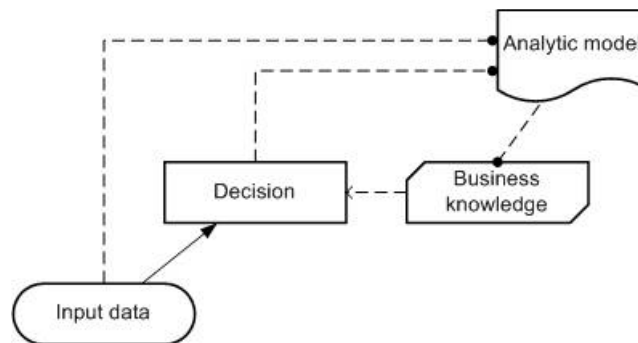 Analytic model
Decision
Business
knowledge
Input data